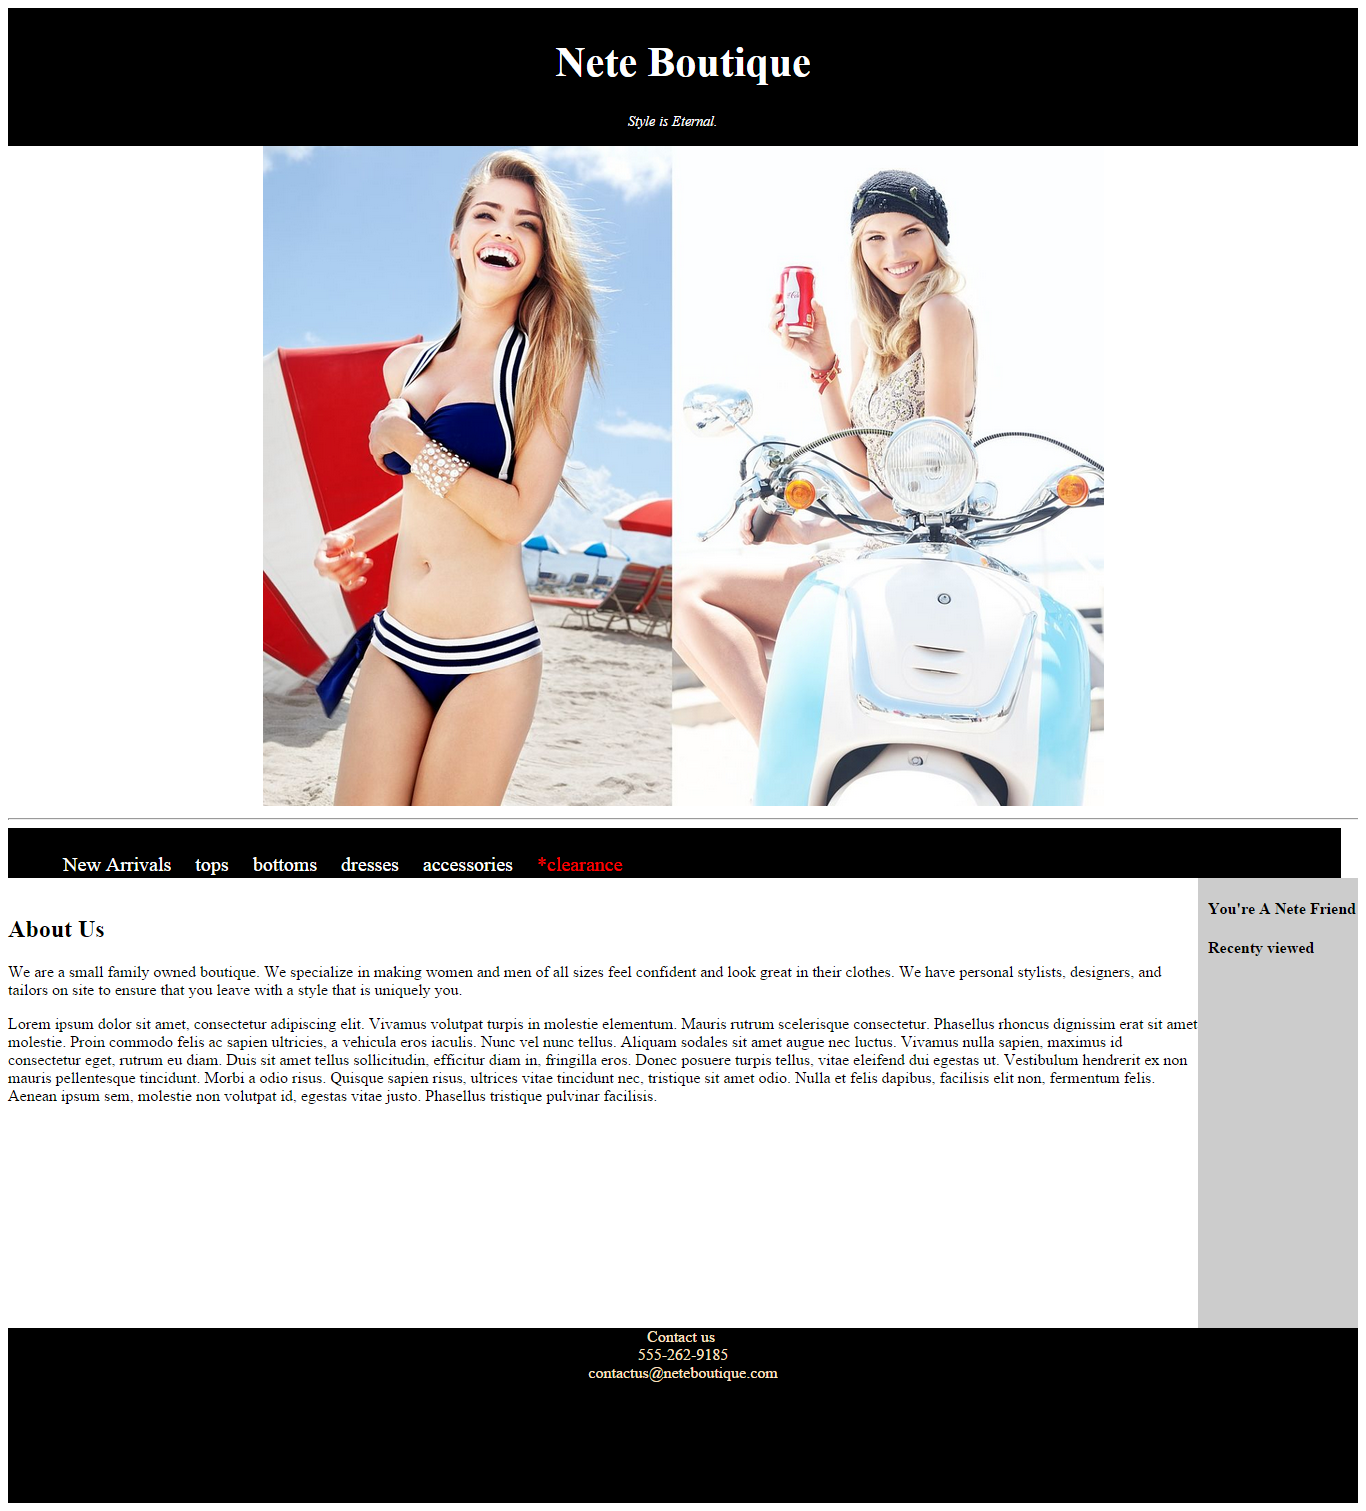 Nete Boutique
Style is Eternal.
New Arrivals tops bottoms dresses accessories *clearance
About Us
We are a small family owned boutique. We specialize in making women and men of all sizes feel confident and look great in their clothes. We have personal stylists, designers, and
tailors on site to ensure that you leave with a style that is uniquely you.
Lorem ipsum dolor sit amet, consectetur adipiscing elit. Vivamus volutpat turpis in molestie elementum. Mauris rutrum scelerisque consectetur. Phasellus rhoncus dignissim erat sit amet
molestie. Proin commodo felis ac sapien ultricies, a vehicula eros iaculis. Nunc vel nunc tellus. Aliquam sodales sit amet augue nec luctus. Vivamus nulla sapien, maximus id
consectetur eget, rutrum eu diam. Duis sit amet tellus sollicitudin, efficitur diam in, fringilla eros. Donec posuere turpis tellus, vitae eleifend dui egestas ut. Vestibulum hendrerit ex non
mauris pellentesque tincidunt. Morbi a odio risus. Quisque sapien risus, ultrices vitae tincidunt nec, tristique sit amet odio. Nulla et felis dapibus, facilisis elit non, fermentum felis.
Aenean ipsum sem, molestie non volutpat id, egestas vitae justo. Phasellus tristique pulvinar facilisis.
You're A Nete Friend
Recenty viewed
Contact us
555-262-9185
contactus@neteboutique.com